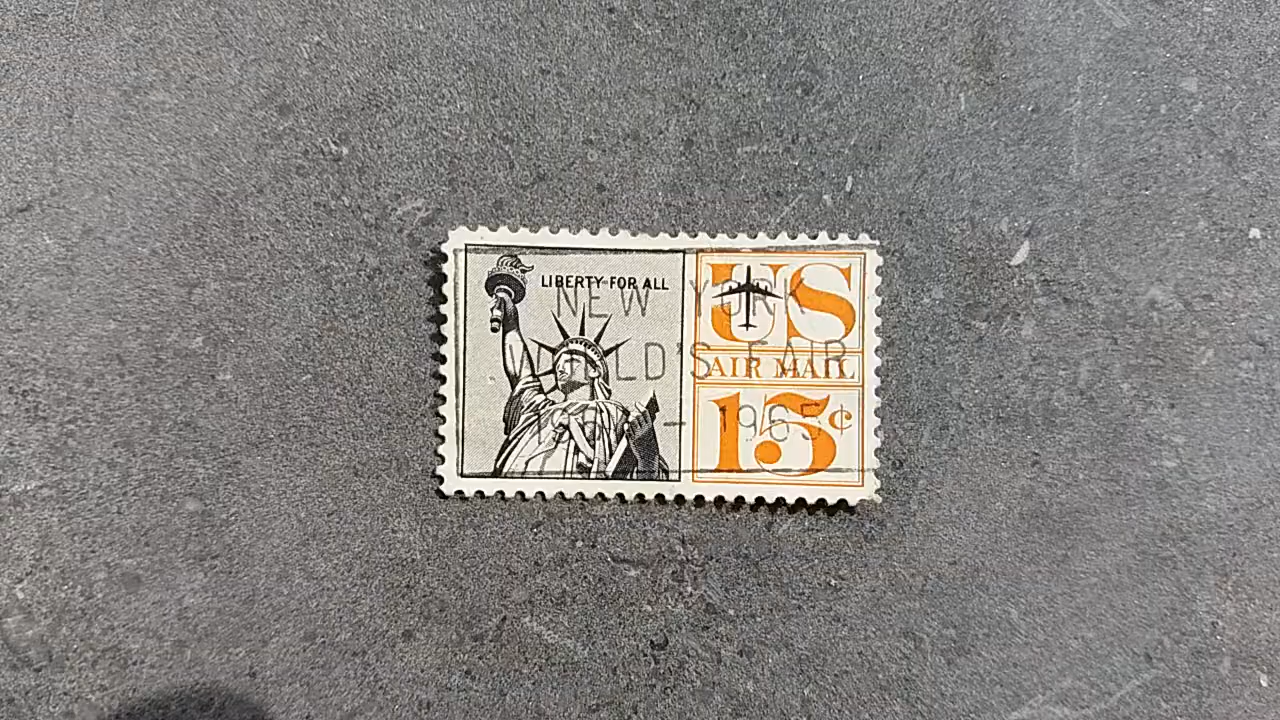 LIBERTY FOR ALL
US
AIR MAIL
15¢
NEW YORK
WORLD'S FAIR
- 1965